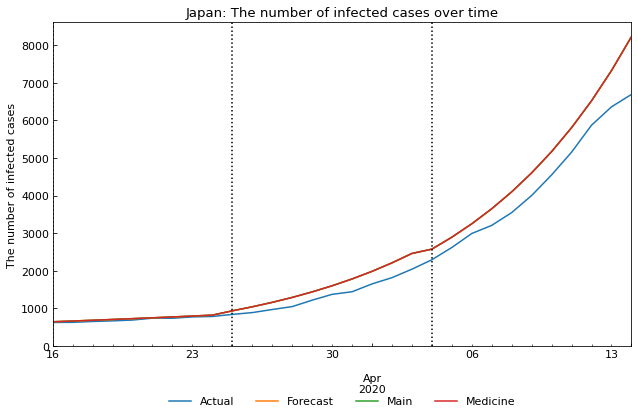 Japan: The number of infected cases over time
The number of infected cases
8000
7000
6000
5000
4000
3000
2000
1000
0
16 23 30 06 13
Apr
2020
Actual Forecast Main Medicine